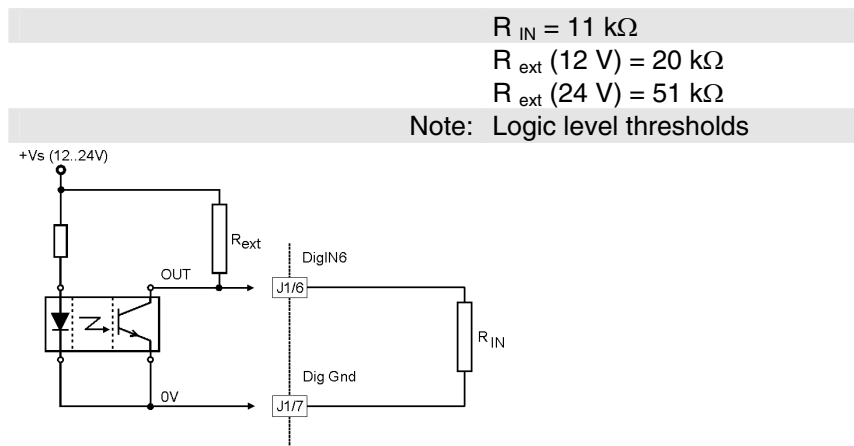 R IN = 11 kΩ
R ext (12 V) = 20 kΩ
R ext (24 V) = 51 kΩ
Note: Logic level thresholds
+Vs (12..24V)
Rext
DigIN6
OUT
J1/6
RIN
Dig Gnd
0V
J1/7